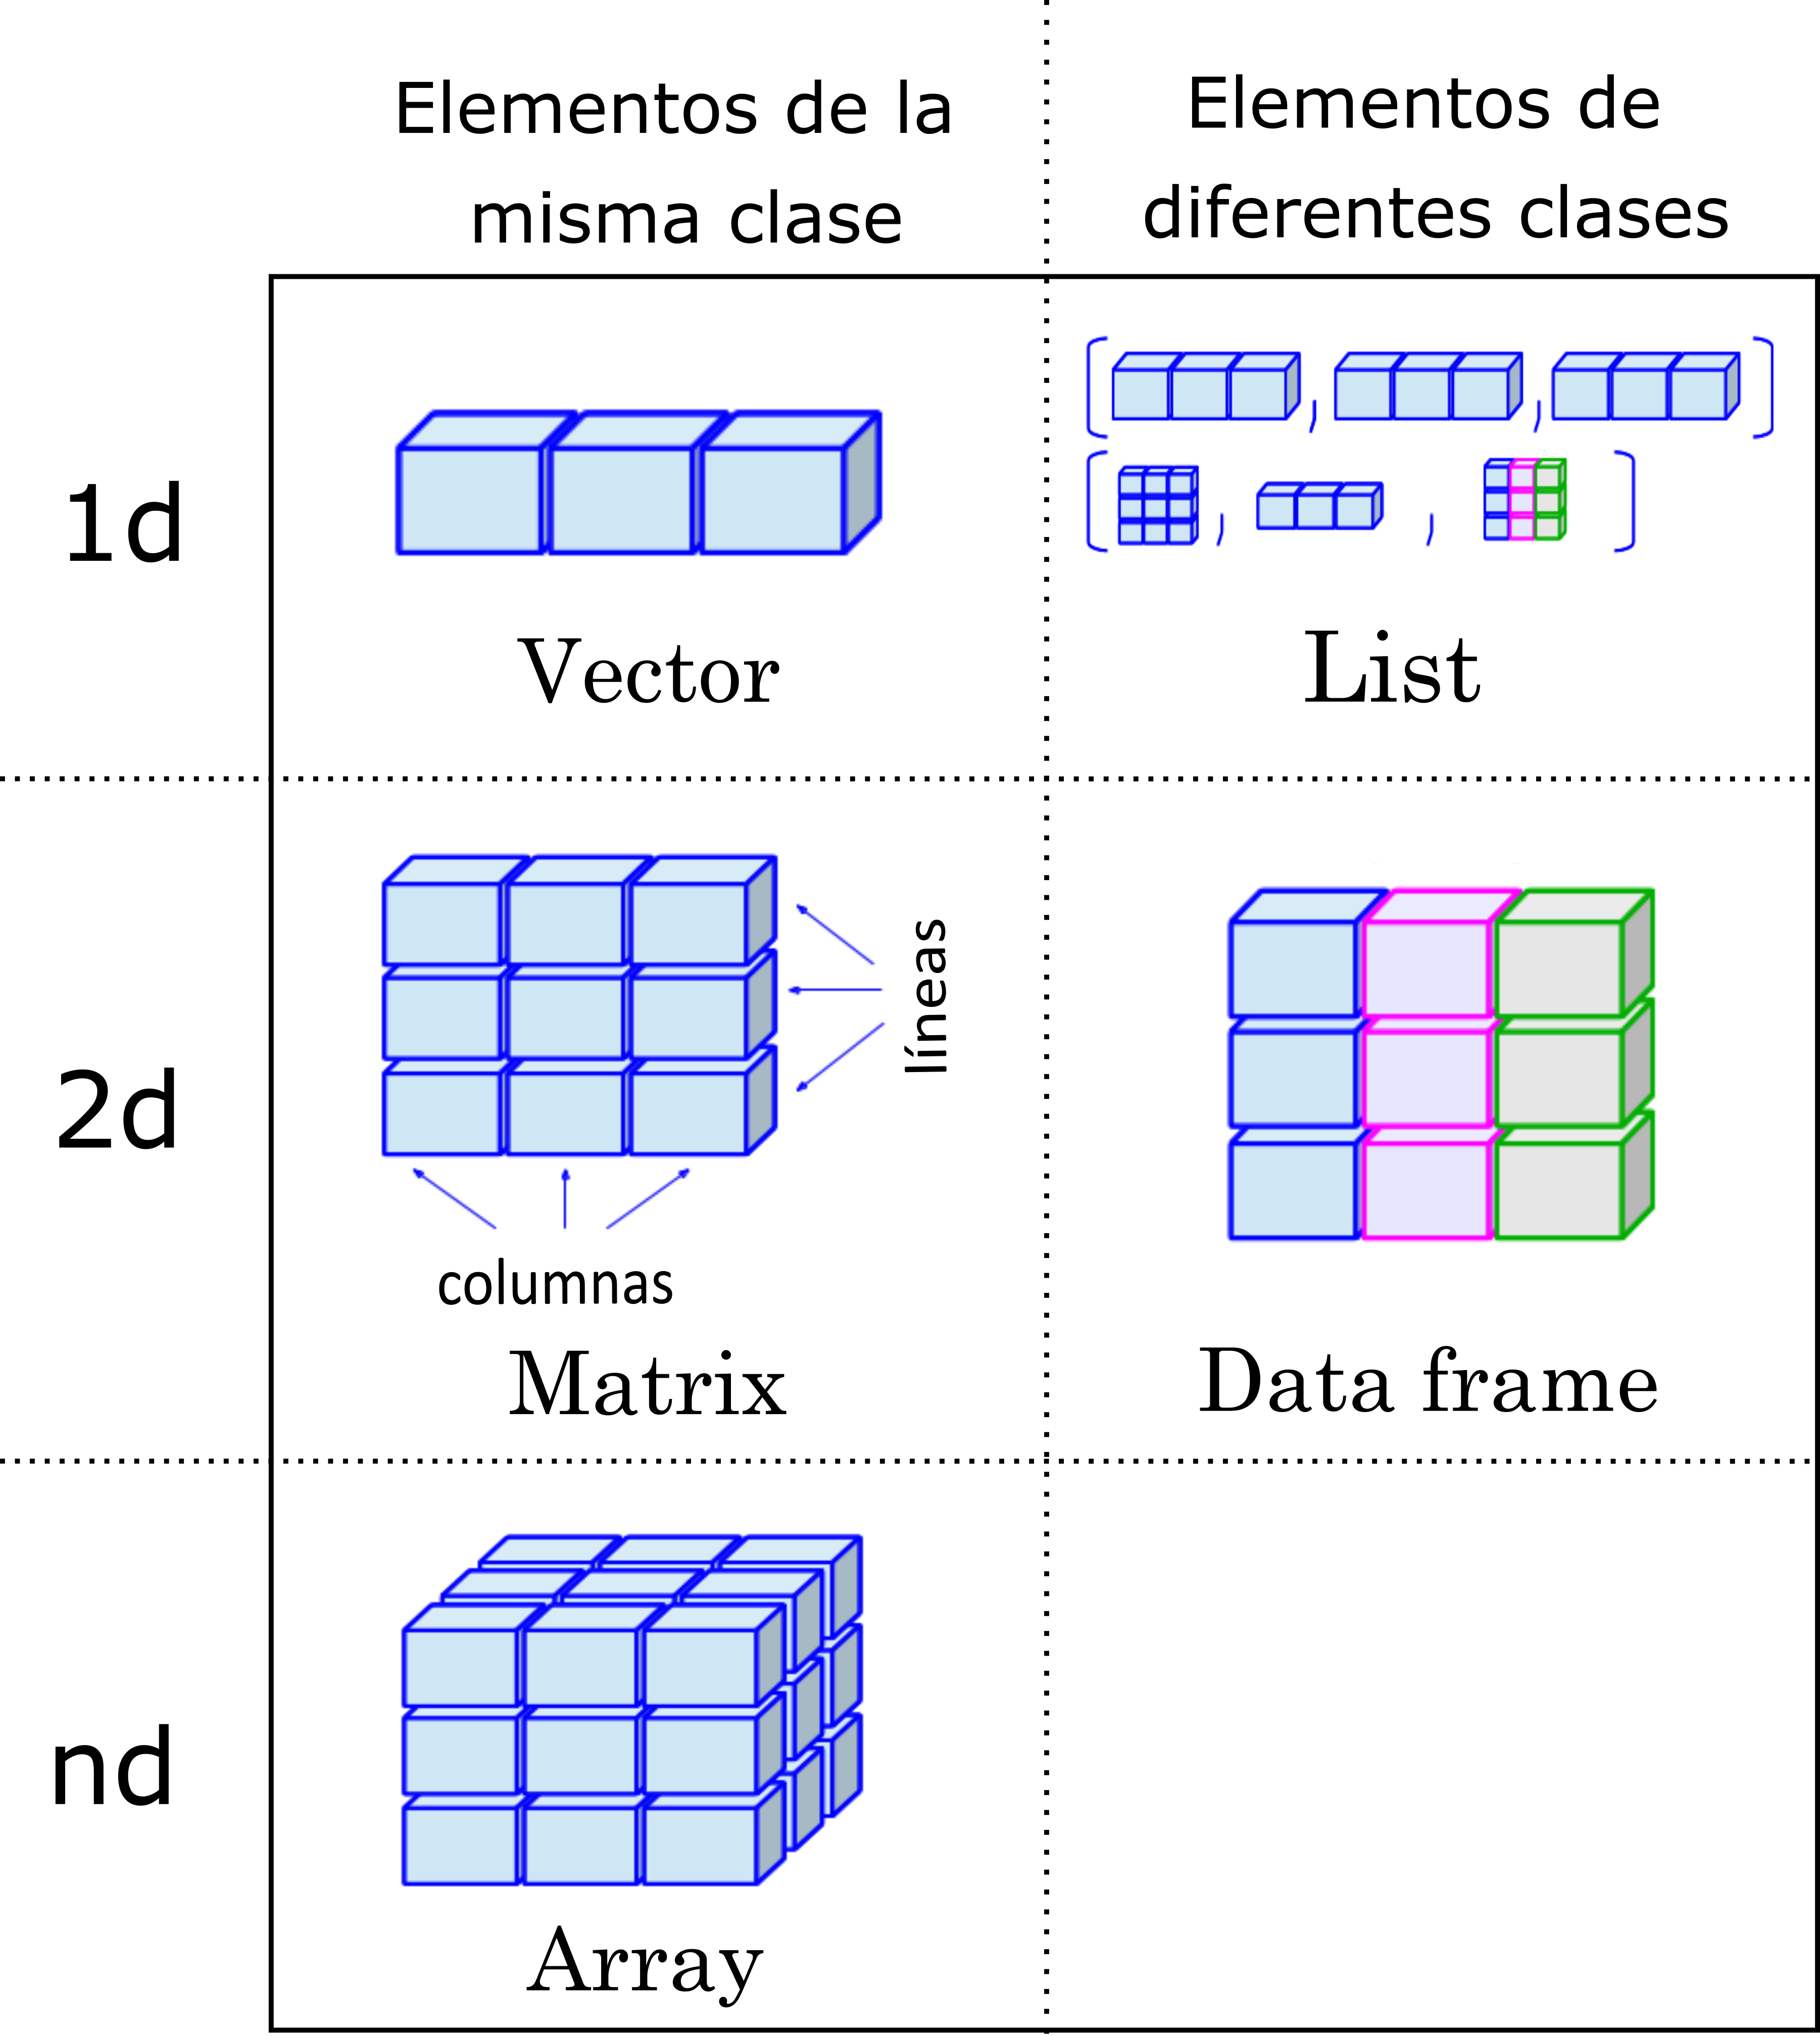 Elementos de la
misma clase
Elementos de
diferentes clases
1d
Vector
List
2d
líneas
columnas
Matrix
Data frame
nd
Array